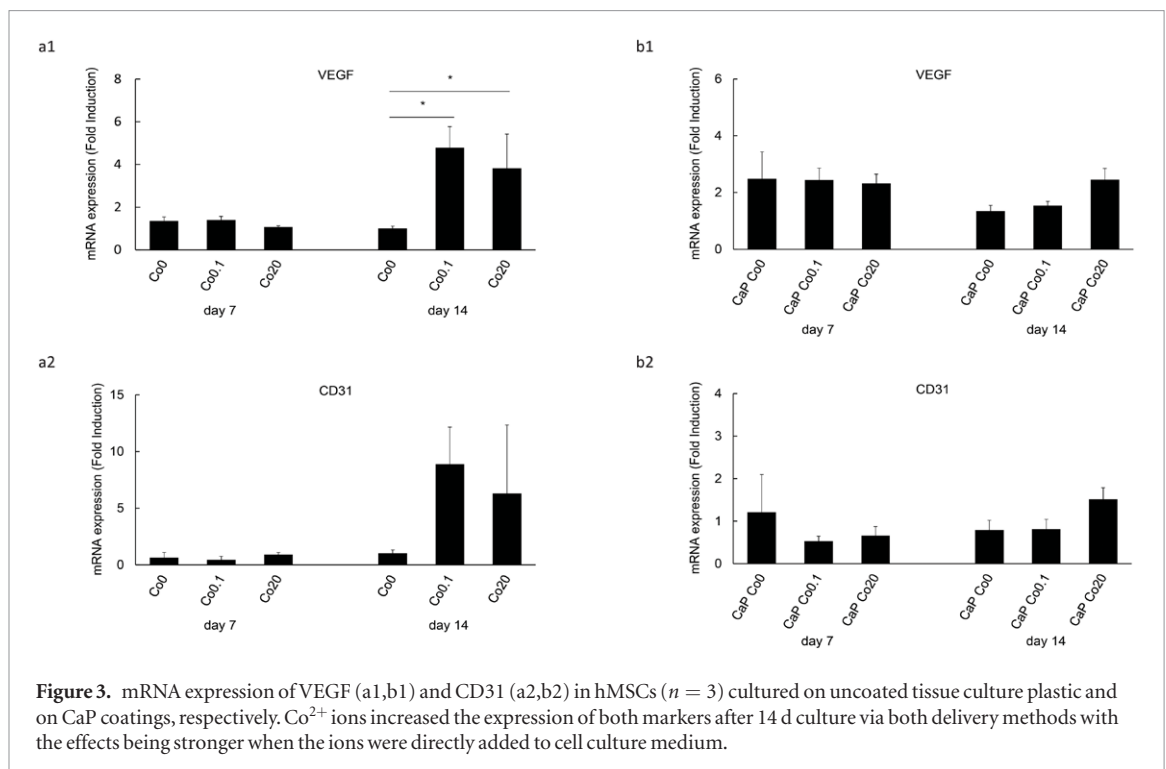 a1
VEGF
mRNA expression (Fold Induction)
8
6
4
2
0
*
*
Co0
Co0.1
Co20
Co0
Co0.1
Co20
day 7
day 14
b1
VEGF
mRNA expression (Fold Induction)
6
4
2
0
CaP Co0
CaP Co0.1
CaP Co20
CaP Co0
CaP Co0.1
CaP Co20
day 7
day 14
a2
CD31
mRNA expression (Fold Induction)
15
10
5
0
Co0
Co0.1
Co20
Co0
Co0.1
Co20
day 7
day 14
b2
CD31
mRNA expression (Fold Induction)
4
3
2
1
0
CaP Co0
CaP Co0.1
CaP Co20
CaP Co0
CaP Co0.1
CaP Co20
day 7
day 14
Figure 3. mRNA expression of VEGF (a1,b1) and CD31 (a2,b2) in hMSCs (n = 3) cultured on uncoated tissue culture plastic and
on CaP coatings, respectively. Co²⁺ ions increased the expression of both markers after 14 d culture via both delivery methods with
the effects being stronger when the ions were directly added to cell culture medium.